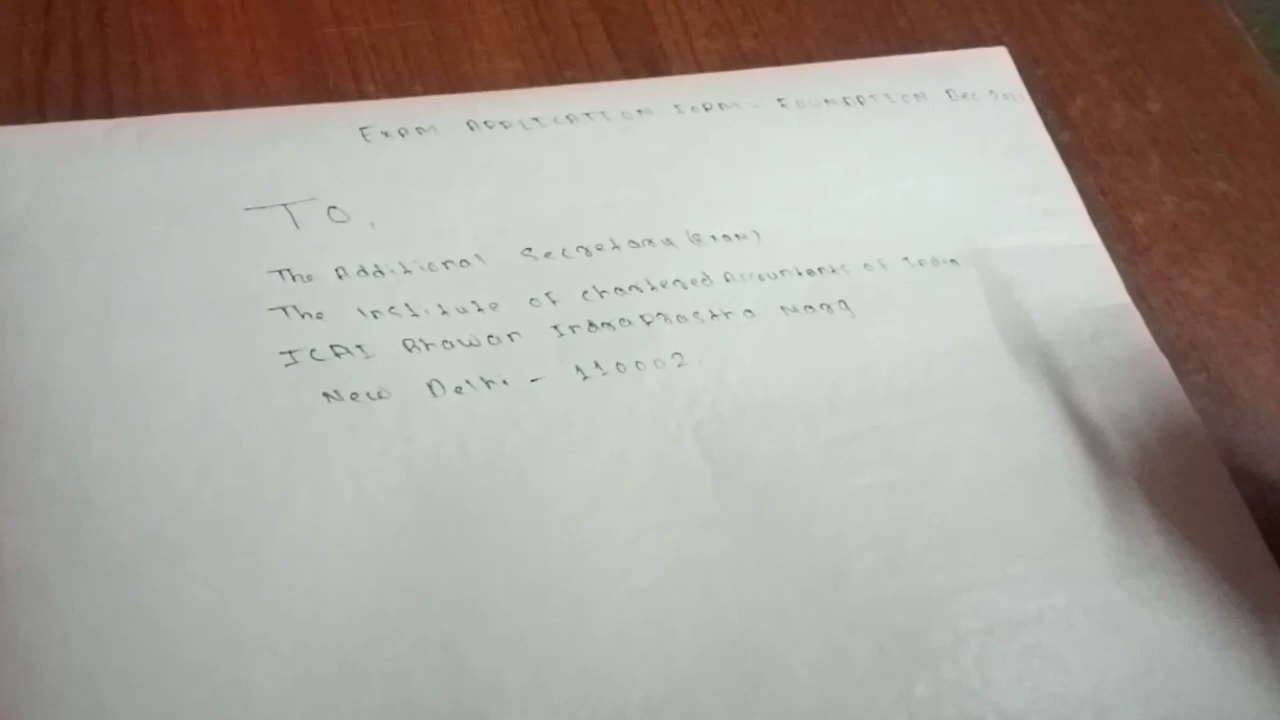 EXAM APPLICATION FORM - FOUNDATION Dec
TO,
The Additional Secretary (Exam)
The Institute of chartered Accountants of India
ICAI Bhawan Indraprastha Marg
New Delhi - 110002.